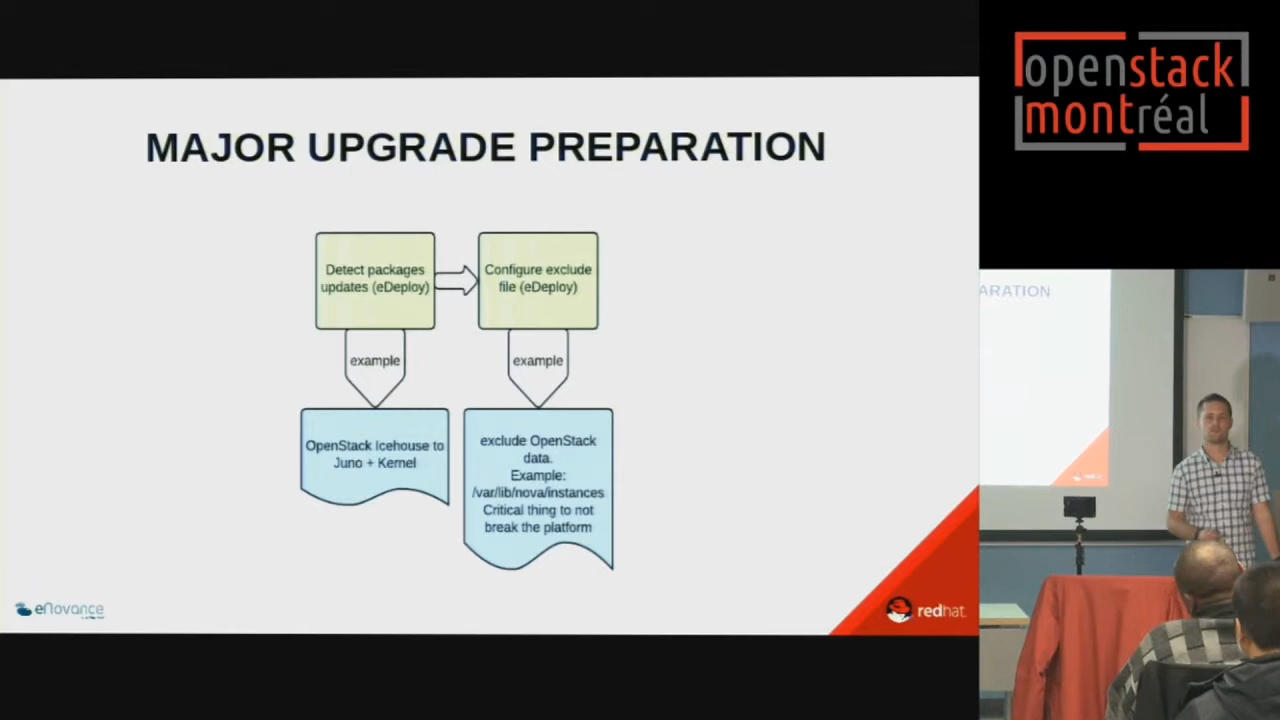 MAJOR UPGRADE PREPARATION
Detect packages
updates (eDeploy)
Configure exclude
file (eDeploy)
example
example
OpenStack Icehouse to
Juno + Kernel
exclude OpenStack
data.
Example:
/var/lib/nova/instances
Critical thing to not
break the platform
eNovance
redhat.
openstack
montréal
ARATION